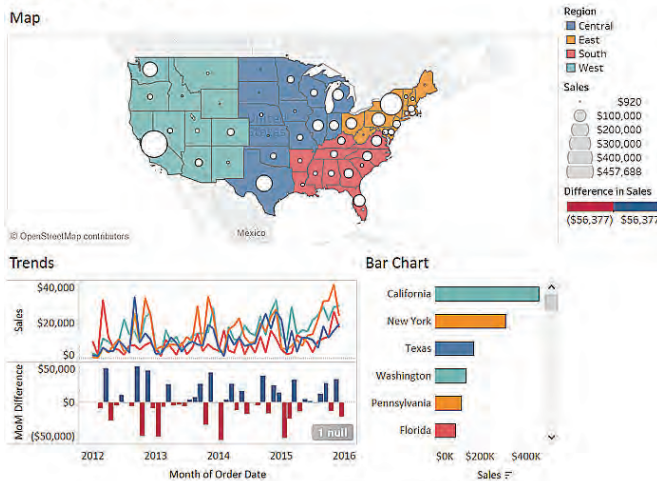 Map
Region
Central
East
South
West
Sales
$920
$100,000
$200,000
$300,000
$400,000
$457,688
Difference in Sales
($56,377) $56,377
© OpenStreetMap contributors
Mexico
Trends
Sales
$40,000
$20,000
$0
MoM Difference
$50,000
$0
($50,000)
1 null
2012 2013 2014 2015 2016
Month of Order Date
Bar Chart
California
New York
Texas
Washington
Pennsylvania
Florida
$0K $200K $400K
Sales